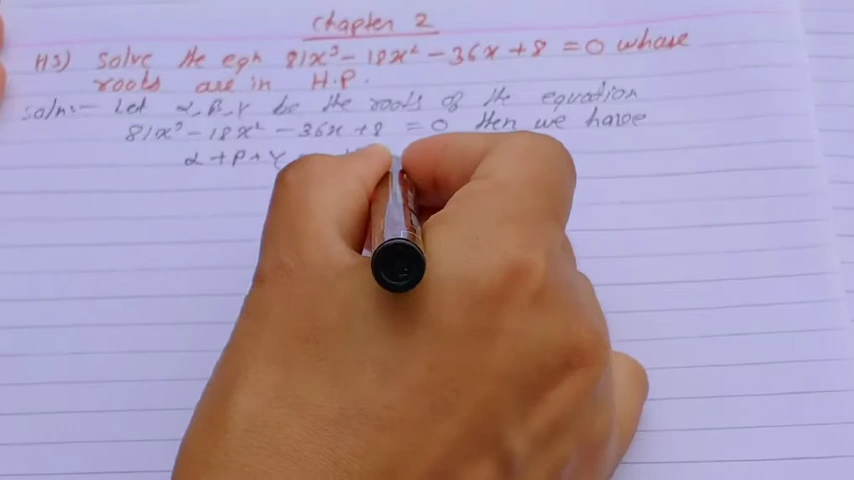 Chapter 2
#3) Solve the eqn 81x³ - 18x² - 36x + 8 = 0 whose
roots are in H.P.
Soln:- Let α, β, γ be the roots of the equation
81x³ - 18x² - 36x + 8 = 0 then we have
α + β + γ